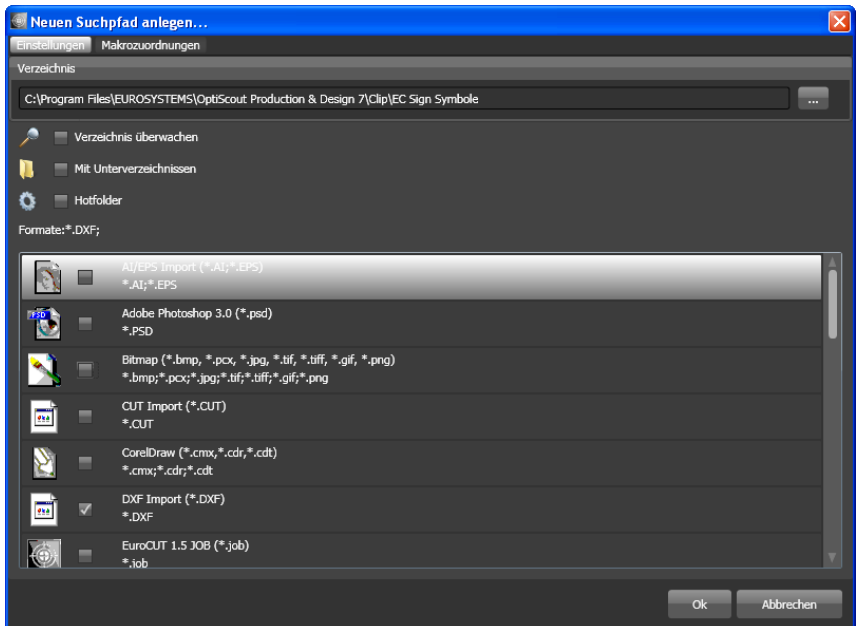 Neuen Suchpfad anlegen...
Einstellungen Makrozuordnungen
Verzeichnis
C:\Program Files\EUROSYSTEMS\OptiScout Production & Design 7\Clip\EC Sign Symbole ...
Verzeichnis überwachen
Mit Unterverzeichnissen
Hotfolder
Formate:*.DXF;
AI/EPS Import (*.AI;*.EPS)
*.AI;*.EPS
PSD
Adobe Photoshop 3.0 (*.psd)
*.PSD
Bitmap (*.bmp, *.pcx, *.jpg, *.tif, *.tiff, *.gif, *.png)
*.bmp;*.pcx;*.jpg;*.tif;*.tiff;*.gif;*.png
CUT Import (*.CUT)
*.CUT
CorelDraw (*.cmx,*.cdr,*.cdt)
*.cmx;*.cdr;*.cdt
DXF Import (*.DXF)
*.DXF
EuroCUT 1.5 JOB (*.job)
*.job
Ok Abbrechen